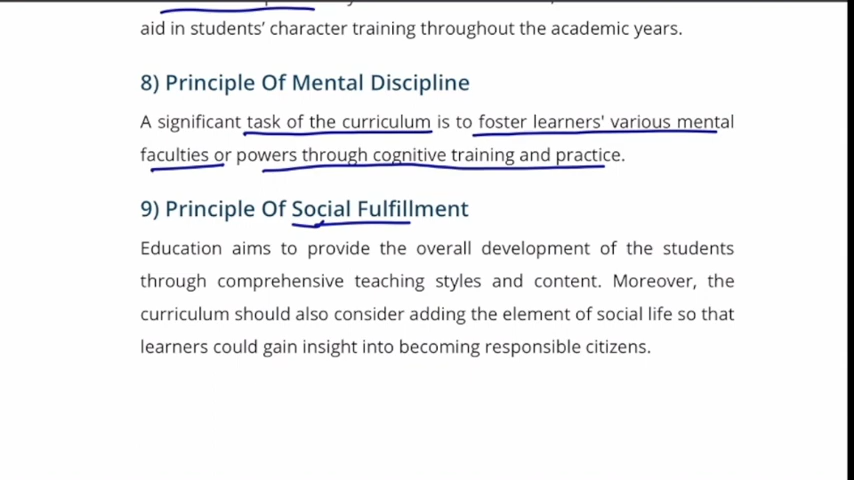 aid in students' character training throughout the academic years.
8) Principle Of Mental Discipline
A significant task of the curriculum is to foster learners' various mental
faculties or powers through cognitive training and practice.
9) Principle Of Social Fulfillment
Education aims to provide the overall development of the students
through comprehensive teaching styles and content. Moreover, the
curriculum should also consider adding the element of social life so that
learners could gain insight into becoming responsible citizens.